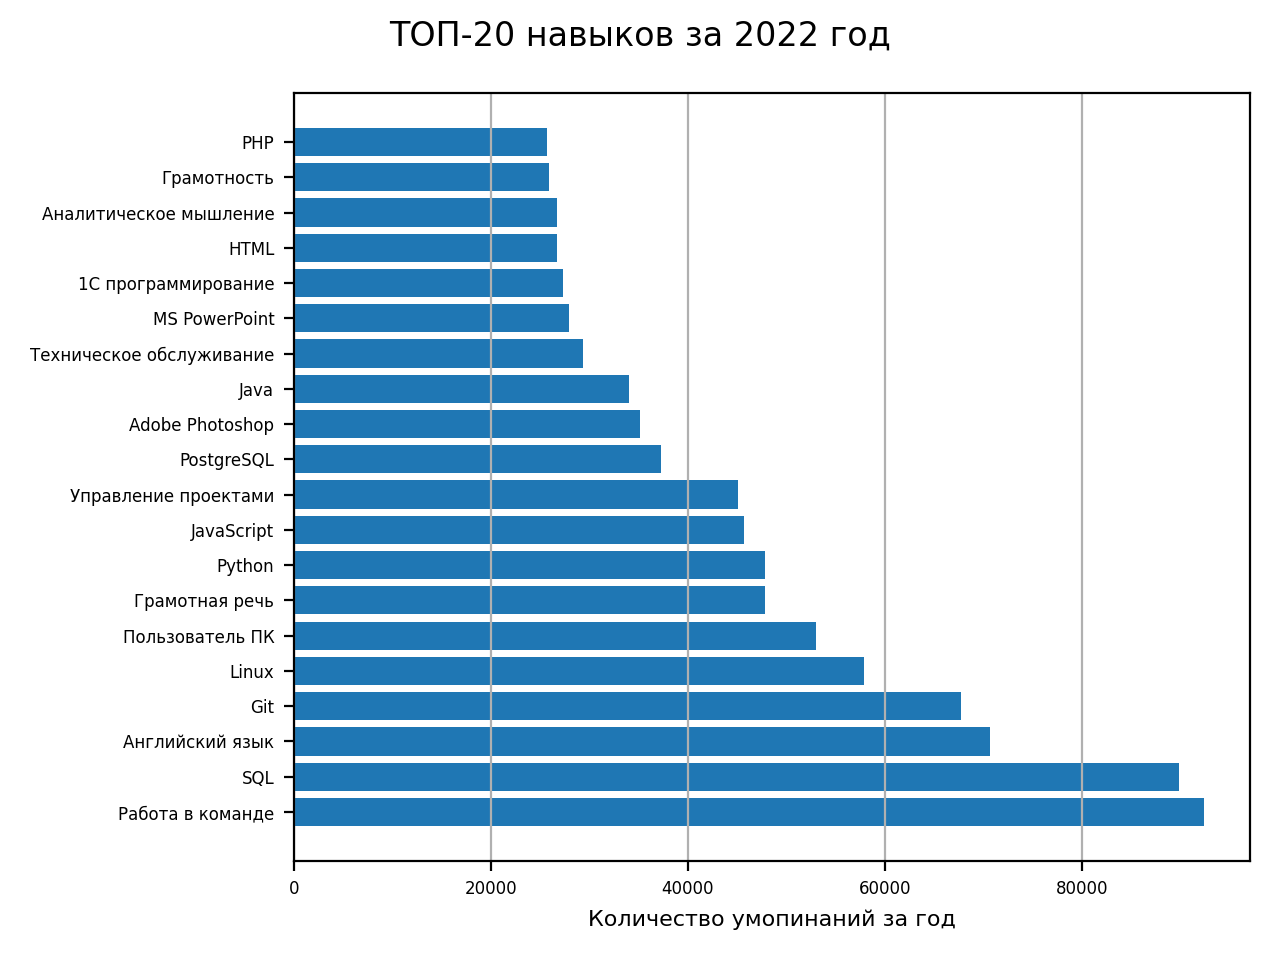 ТОП-20 навыков за 2022 год
PHP
Грамотность
Аналитическое мышление
HTML
1С программирование
MS PowerPoint
Техническое обслуживание
Java
Adobe Photoshop
PostgreSQL
Управление проектами
JavaScript
Python
Грамотная речь
Пользователь ПК
Linux
Git
Английский язык
SQL
Работа в команде
0 20000 40000 60000 80000
Количество умопинаний за год